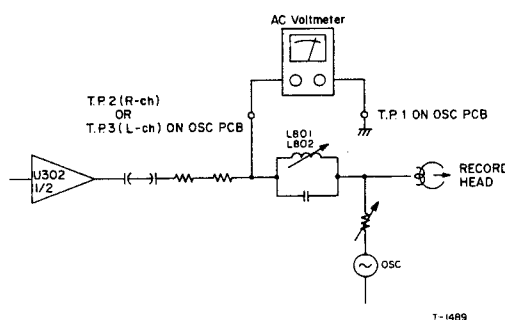 AC Voltmeter
T.P.2 (R-ch)
OR
T.P.3 (L-ch) ON OSC PCB
T.P.1 ON OSC PCB
L801
L802
U302
1/2
RECORD
HEAD
OSC
T-1489